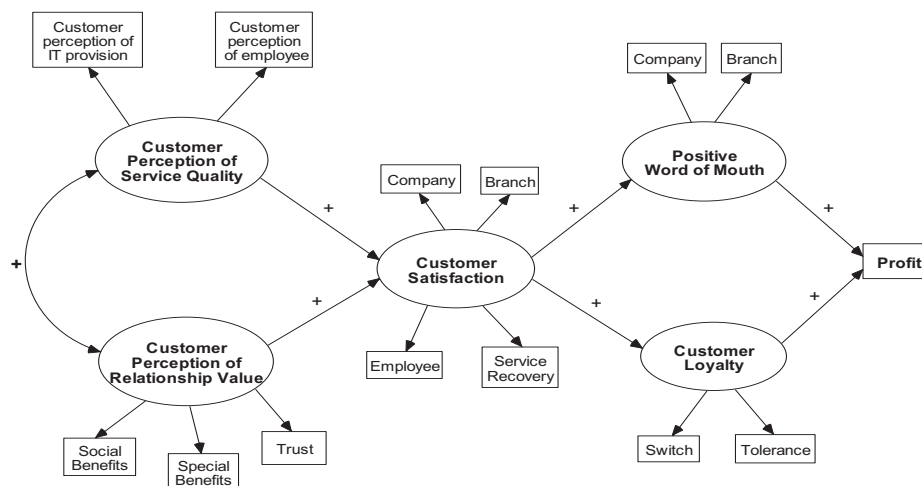 Customer
perception of
IT provision
Customer
perception
of employee
Company
Branch
Customer
Perception of
Service Quality
Positive
Word of Mouth
Company
Branch
+
+
+
+
Customer
Satisfaction
Profit
+
+
+
Customer
Perception of
Relationship Value
Employee
Service
Recovery
Customer
Loyalty
Social
Benefits
Special
Benefits
Trust
Switch
Tolerance